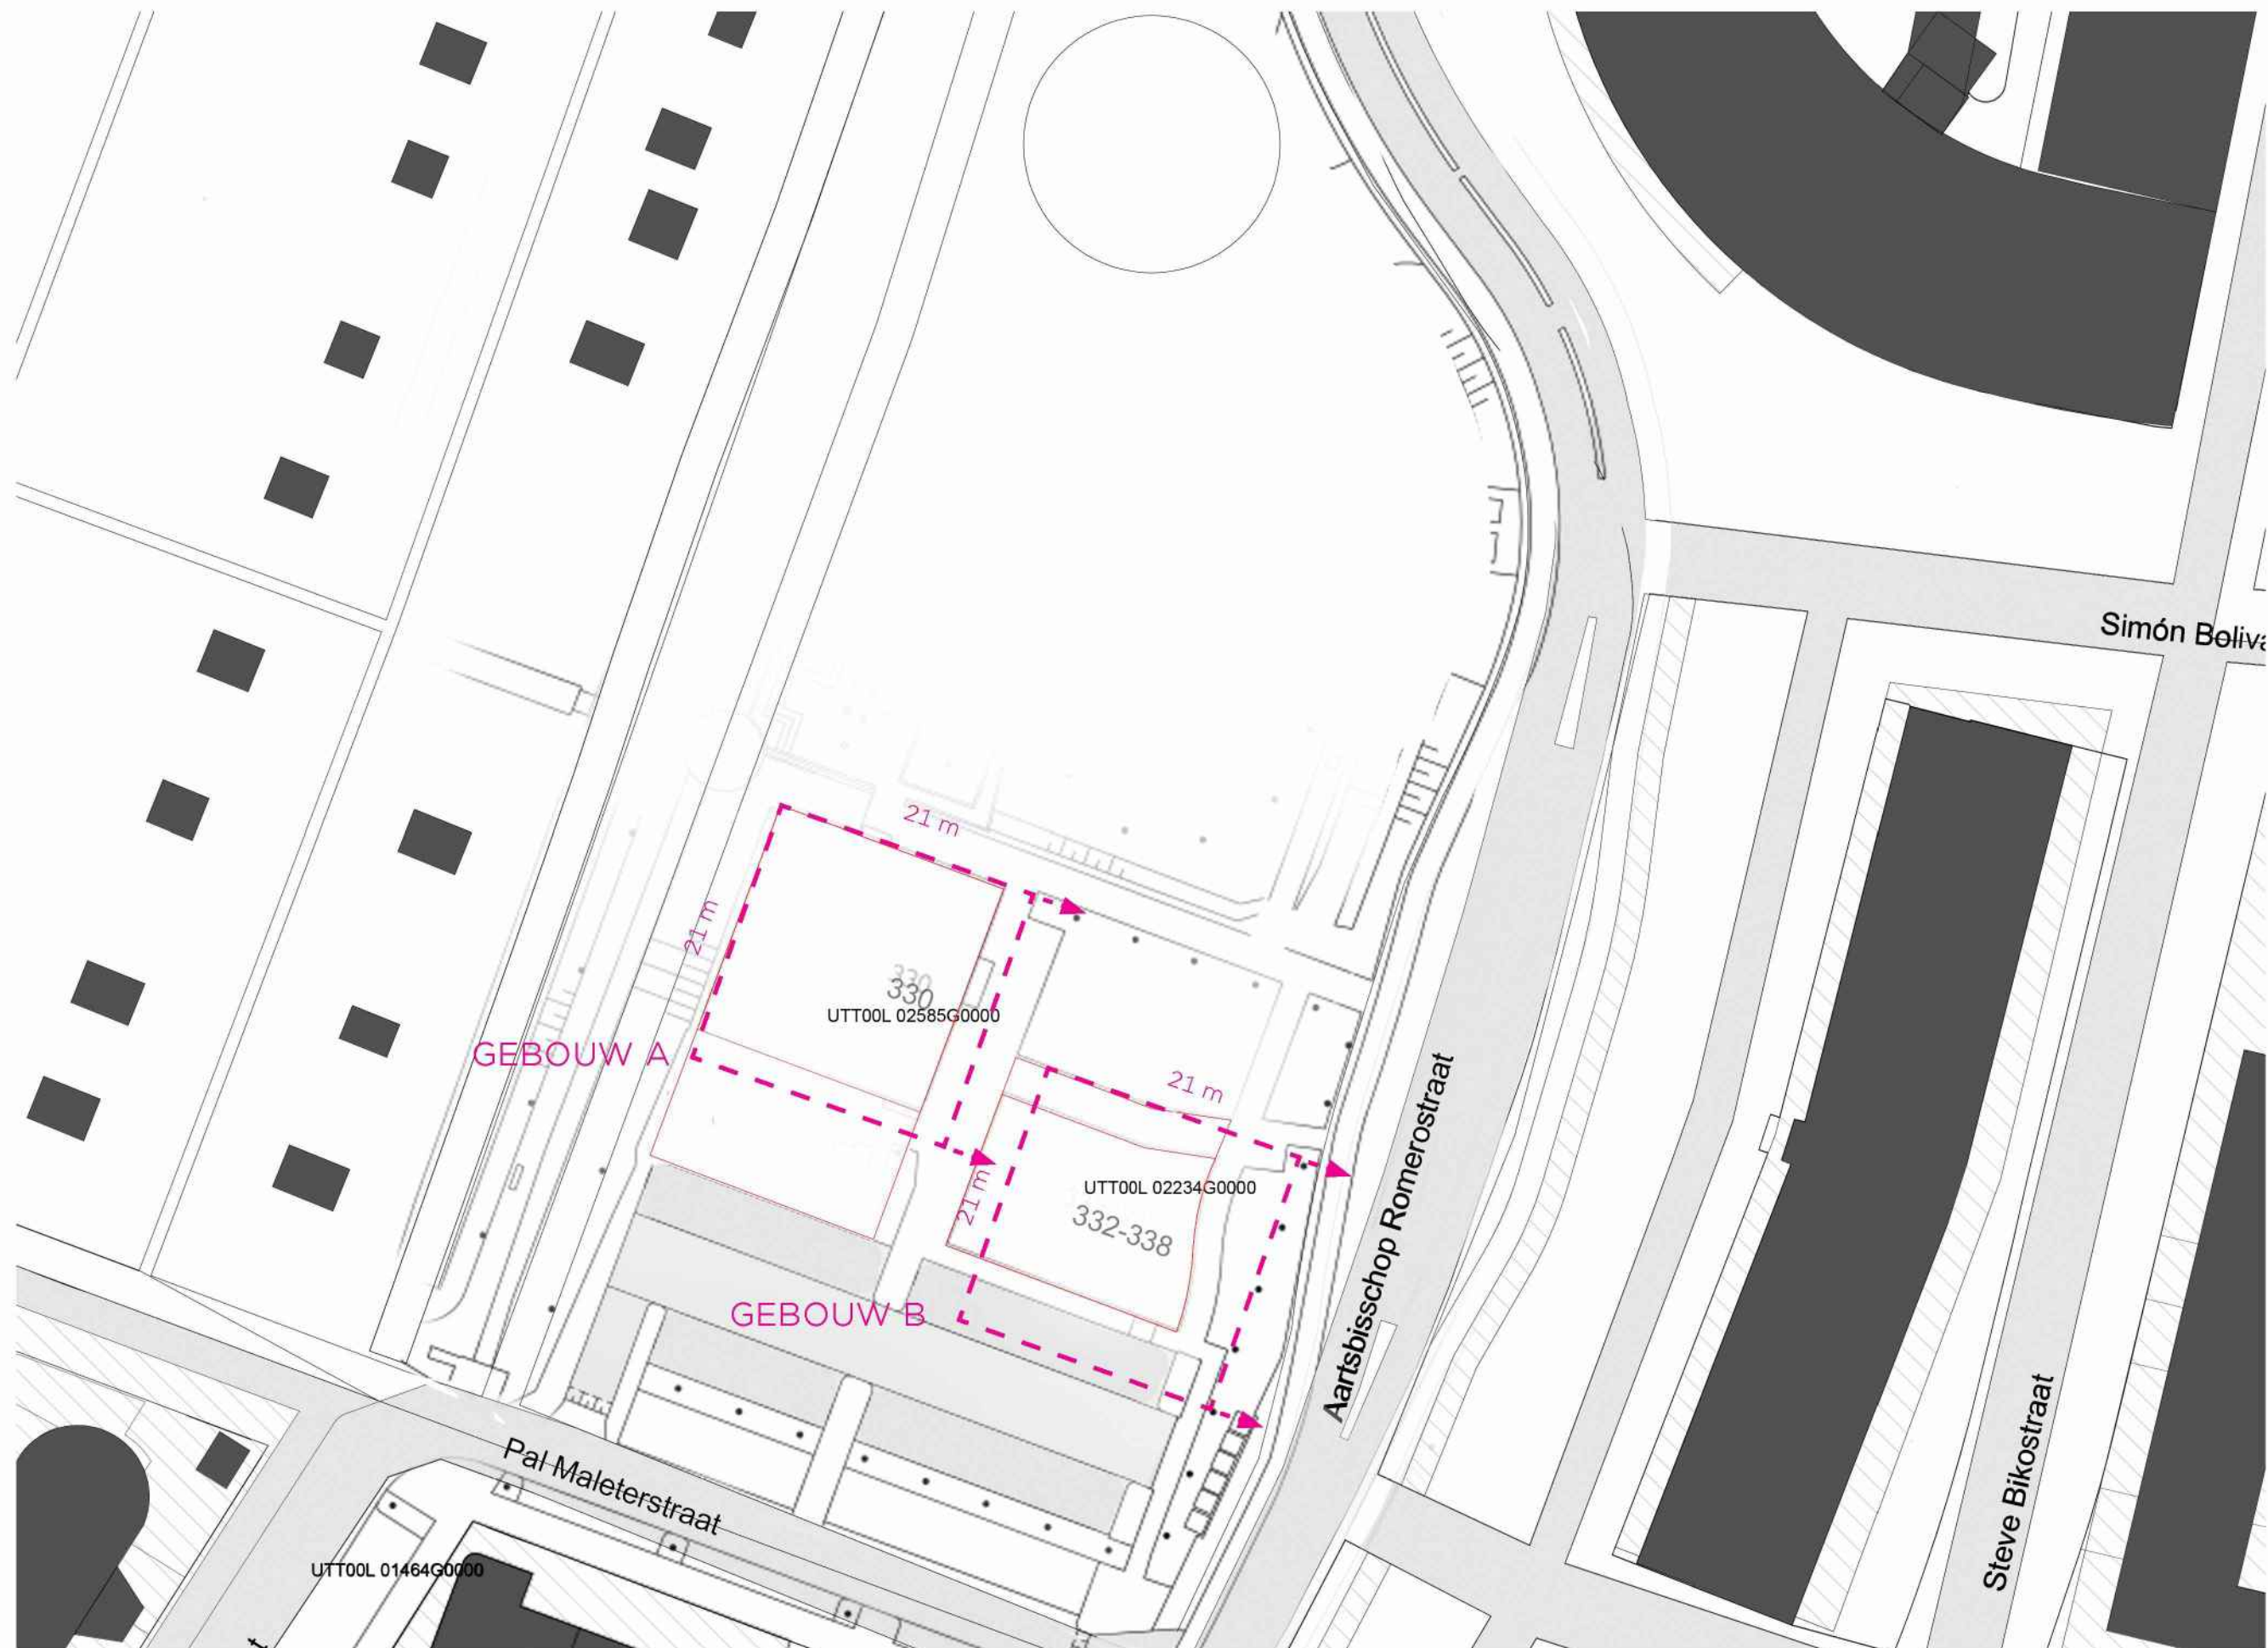 Simón Boliva
21 m
21 m
330
330
UTT00L 02585G0000
GEBOUW A
21 m
21 m
UTT00L 02234G0000
332-338
GEBOUW B
Aartsbisschop Romerostraat
Steve Bikostraat
Pal Maleterstraat
UTT00L 01464G0000
t